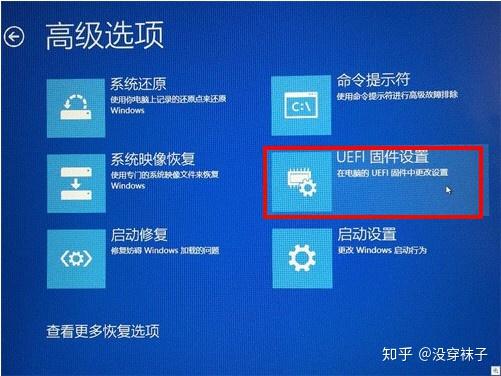 高级选项
系统还原
使用你电脑上记录的还原点来还原
Windows
命令提示符
使用命令提示符进行高级故障排除
C:\
系统映像恢复
使用专门的系统映像文件来恢复
Windows
UEFI 固件设置
在电脑的 UEFI 固件中更改设置
启动修复
修复妨碍 Windows 加载的问题
启动设置
更改 Windows 启动行为
查看更多恢复选项
知乎 @没穿袜子